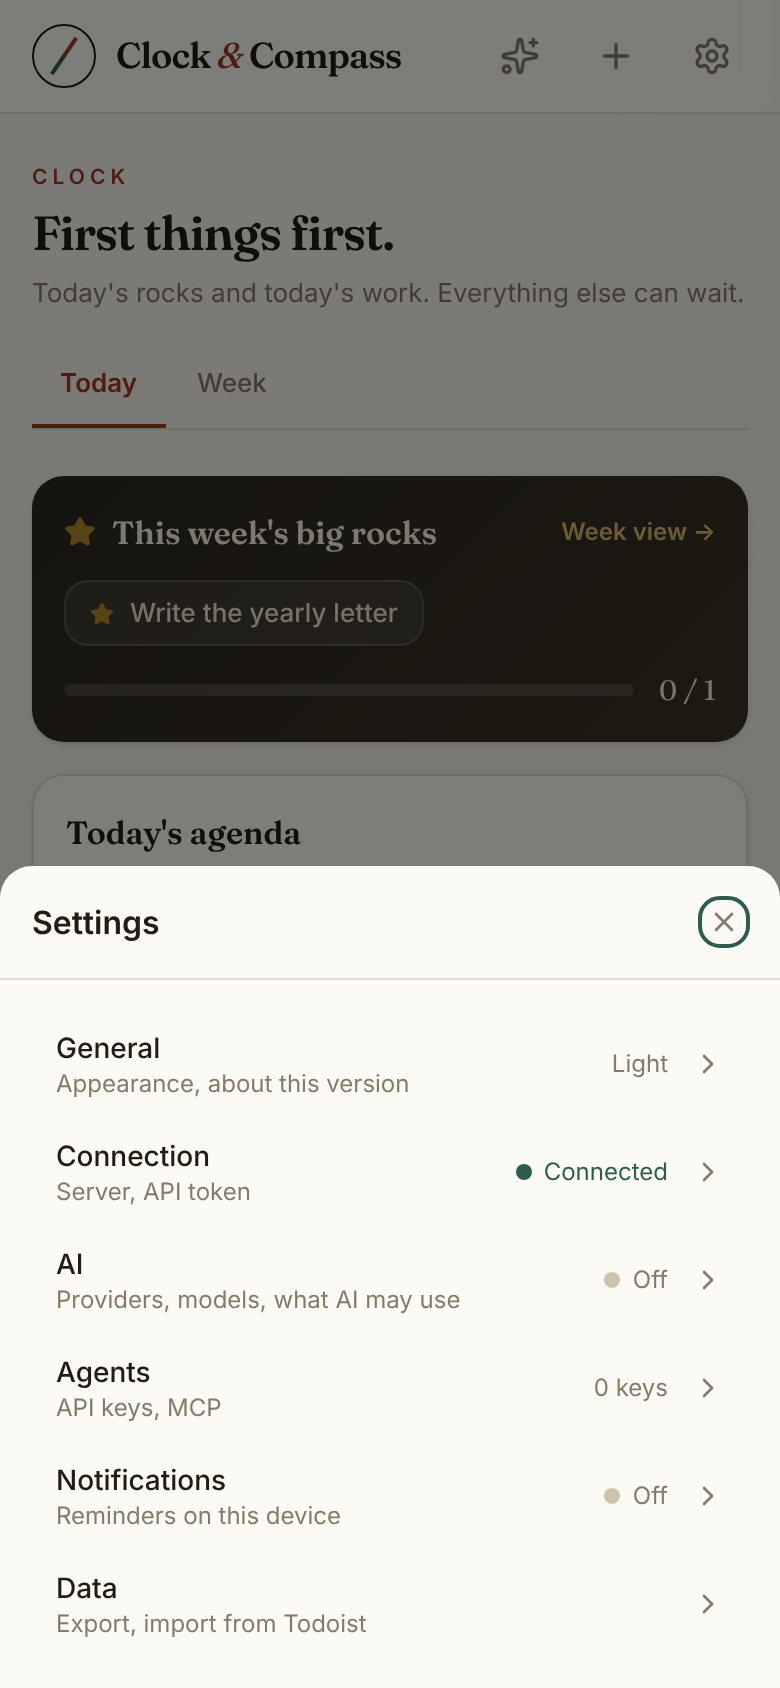 Clock & Compass
CLOCK
First things first.
Today's rocks and today's work. Everything else can wait.
Today Week
This week's big rocks Week view →
Write the yearly letter
0 / 1
Today's agenda
Settings
General
Appearance, about this version
Light
Connection
Server, API token
Connected
AI
Providers, models, what AI may use
Off
Agents
API keys, MCP
0 keys
Notifications
Reminders on this device
Off
Data
Export, import from Todoist